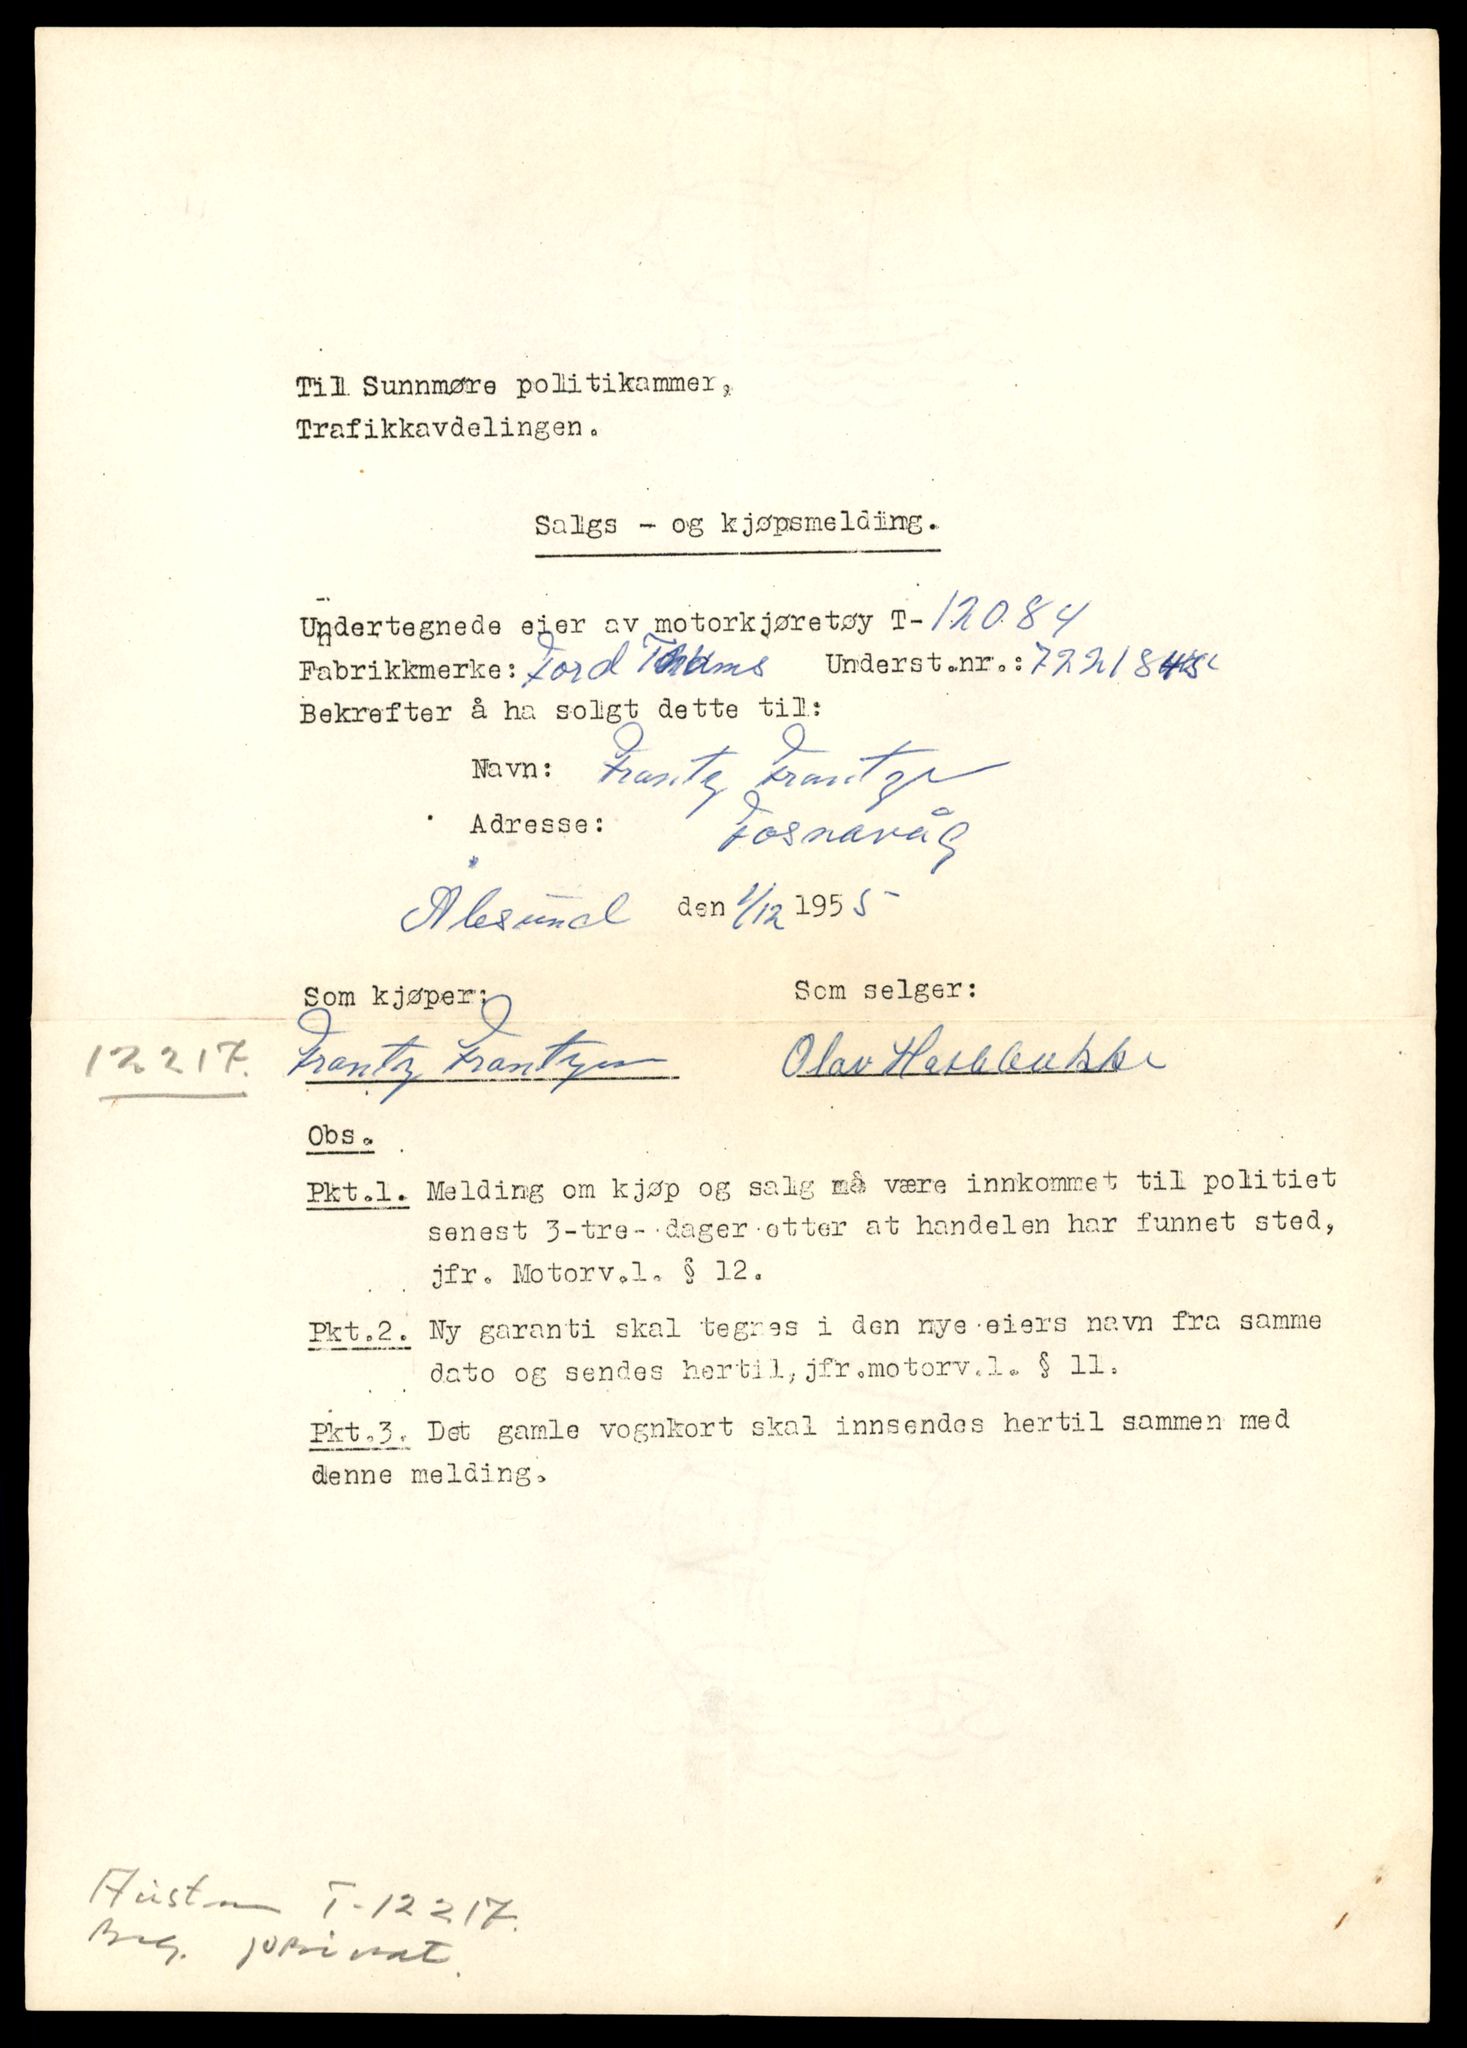 Til Sunnmøre politikammer,
Trafikkavdelingen.
Salgs - og kjøpsmelding.
Undertegnede eier av motorkjøretøy T- 12084
Fabrikkmerke: Ford Underst.nr.: 72218
Bekrefter å ha solgt dette til:
Navn: Frantz Frantzen
Adresse: Fosnavåg
Ålesund den 1/12 1955
Som kjøper: Som selger:
12217. Frantz Frantzen Olav
Obs.
Pkt.1. Melding om kjøp og salg må være innkommet til politiet
senest 3-tre- dager etter at handelen har funnet sted,
jfr. Motorv.l. § 12.
Pkt.2. Ny garanti skal tegnes i den nye eiers navn fra samme
dato og sendes hertil, jfr.motorv.l. § 11.
Pkt.3. Det gamle vognkort skal innsendes hertil sammen med
denne melding.
Austin T-12217.
privat.